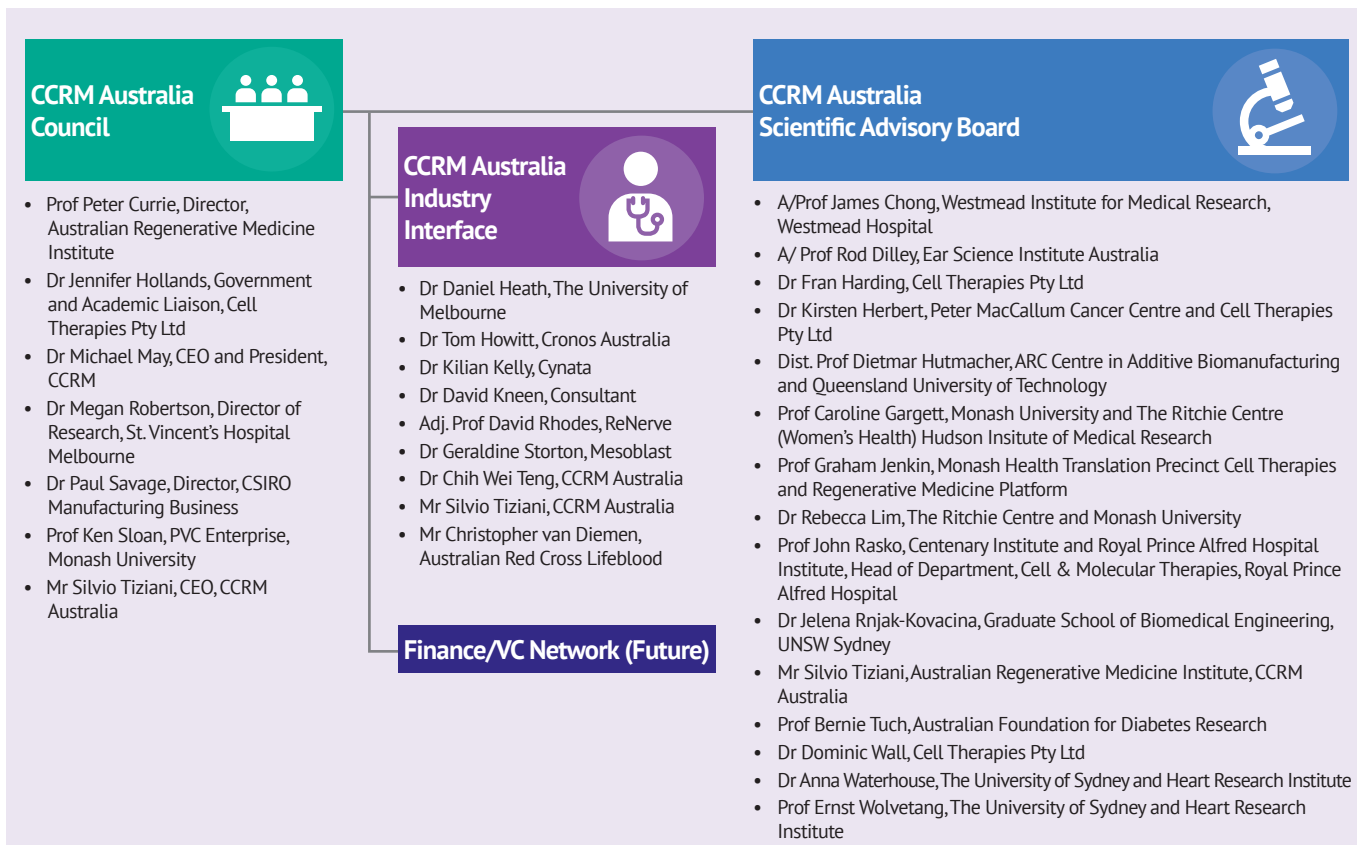 CCRM Australia
Council
• Prof Peter Currie, Director,
Australian Regenerative Medicine
Institute
• Dr Jennifer Hollands, Government
and Academic Liaison, Cell
Therapies Pty Ltd
• Dr Michael May, CEO and President,
CCRM
• Dr Megan Robertson, Director of
Research, St. Vincent's Hospital
Melbourne
• Dr Paul Savage, Director, CSIRO
Manufacturing Business
• Prof Ken Sloan, PVC Enterprise,
Monash University
• Mr Silvio Tiziani, CEO, CCRM
Australia
CCRM Australia
Industry
Interface
• Dr Daniel Heath, The University of
Melbourne
• Dr Tom Howitt, Cronos Australia
• Dr Kilian Kelly, Cynata
• Dr David Kneen, Consultant
• Adj. Prof David Rhodes, ReNerve
• Dr Geraldine Storton, Mesoblast
• Dr Chih Wei Teng, CCRM Australia
• Mr Silvio Tiziani, CCRM Australia
• Mr Christopher van Diemen,
Australian Red Cross Lifeblood
Finance/VC Network (Future)
CCRM Australia
Scientific Advisory Board
• A/Prof James Chong, Westmead Institute for Medical Research,
Westmead Hospital
• A/ Prof Rod Dilley, Ear Science Institute Australia
• Dr Fran Harding, Cell Therapies Pty Ltd
• Dr Kirsten Herbert, Peter MacCallum Cancer Centre and Cell Therapies
Pty Ltd
• Dist. Prof Dietmar Hutmacher, ARC Centre in Additive Biomanufacturing
and Queensland University of Technology
• Prof Caroline Gargett, Monash University and The Ritchie Centre
(Women's Health) Hudson Insitute of Medical Research
• Prof Graham Jenkin, Monash Health Translation Precinct Cell Therapies
and Regenerative Medicine Platform
• Dr Rebecca Lim, The Ritchie Centre and Monash University
• Prof John Rasko, Centenary Institute and Royal Prince Alfred Hospital
Institute, Head of Department, Cell & Molecular Therapies, Royal Prince
Alfred Hospital
• Dr Jelena Rnjak-Kovacina, Graduate School of Biomedical Engineering,
UNSW Sydney
• Mr Silvio Tiziani, Australian Regenerative Medicine Institute, CCRM
Australia
• Prof Bernie Tuch, Australian Foundation for Diabetes Research
• Dr Dominic Wall, Cell Therapies Pty Ltd
• Dr Anna Waterhouse, The University of Sydney and Heart Research Institute
• Prof Ernst Wolvetang, The University of Sydney and Heart Research
Institute